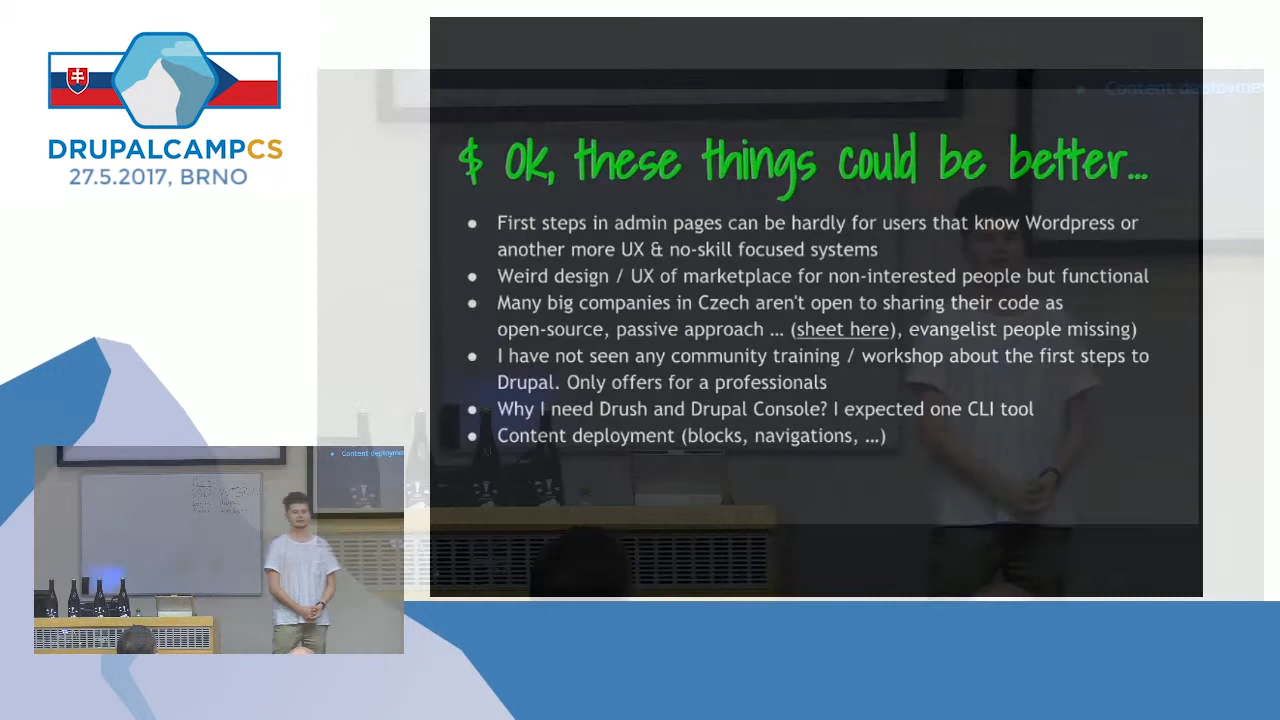 DRUPALCAMPCS
27.5.2017, BRNO
Content deployme
$ Ok, these things could be better...
● First steps in admin pages can be hardly for users that know Wordpress or
another more UX & no-skill focused systems
● Weird design / UX of marketplace for non-interested people but functional
● Many big companies in Czech aren't open to sharing their code as
open-source, passive approach … (sheet here), evangelist people missing)
● I have not seen any community training / workshop about the first steps to
Drupal. Only offers for a professionals
● Why I need Drush and Drupal Console? I expected one CLI tool
● Content deployment (blocks, navigations, …)
● Content deployme